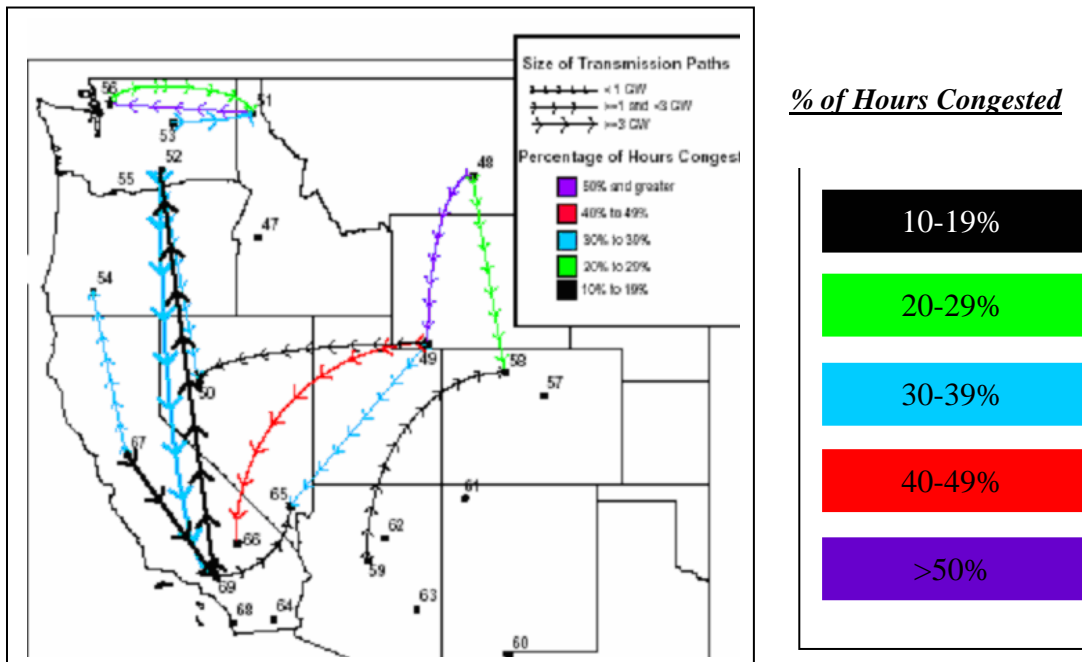 Size of Transmission Paths
< 1 GW
>=1 and <3 GW
>=3 GW
Percentage of Hours Congest
50% and greater
40% to 49%
30% to 39%
20% to 29%
10% to 19%
56
51
53
52
55
48
47
54
49
58
50
57
67
65
61
62
66
59
69
63
68
64
60
% of Hours Congested
10-19%
20-29%
30-39%
40-49%
>50%